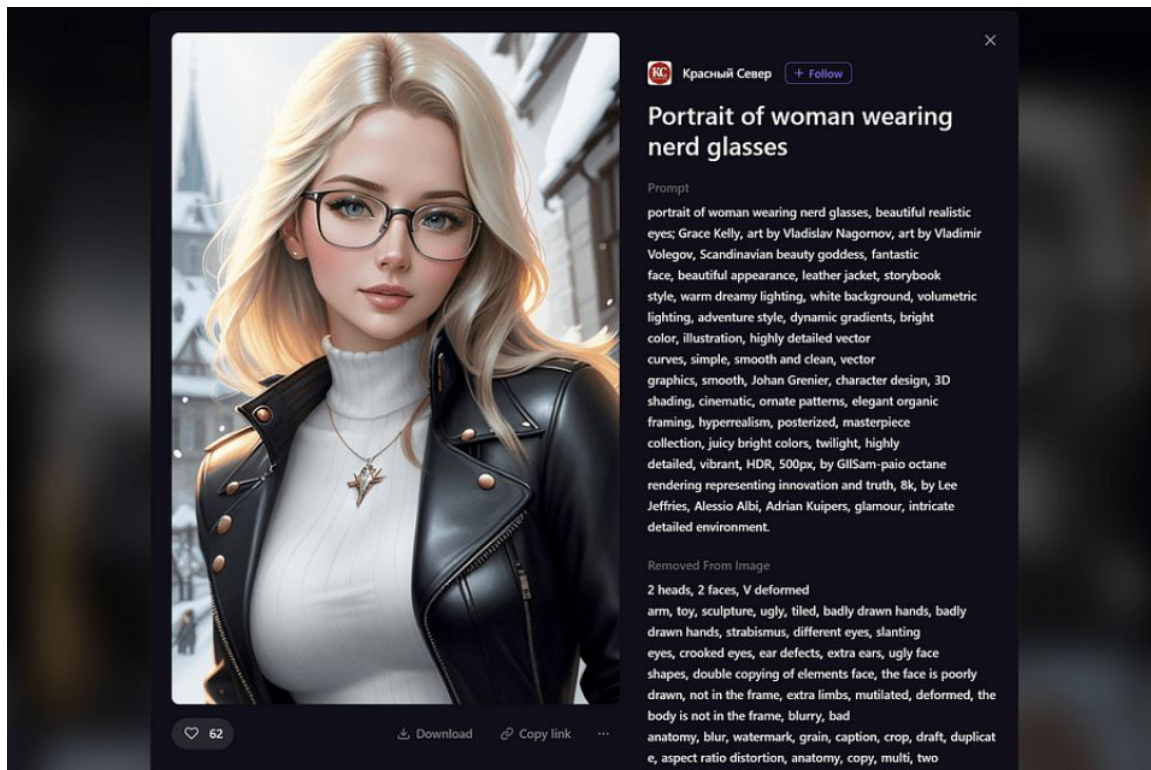 КС
Красный Север
+ Follow
Portrait of woman wearing
nerd glasses
Prompt
portrait of woman wearing nerd glasses, beautiful realistic
eyes; Grace Kelly, art by Vladislav Nagornov, art by Vladimir
Volegov, Scandinavian beauty goddess, fantastic
face, beautiful appearance, leather jacket, storybook
style, warm dreamy lighting, white background, volumetric
lighting, adventure style, dynamic gradients, bright
color, illustration, highly detailed vector
curves, simple, smooth and clean, vector
graphics, smooth, Johan Grenier, character design, 3D
shading, cinematic, ornate patterns, elegant organic
framing, hyperrealism, posterized, masterpiece
collection, juicy bright colors, twilight, highly
detailed, vibrant, HDR, 500px, by GIISam-paio octane
rendering representing innovation and truth, 8k, by Lee
Jeffries, Alessio Albi, Adrian Kuipers, glamour, intricate
detailed environment.
Removed From Image
2 heads, 2 faces, V deformed
arm, toy, sculpture, ugly, tiled, badly drawn hands, badly
drawn hands, strabismus, different eyes, slanting
eyes, crooked eyes, ear defects, extra ears, ugly face
shapes, double copying of elements face, the face is poorly
drawn, not in the frame, extra limbs, mutilated, deformed, the
body is not in the frame, blurry, bad
anatomy, blur, watermark, grain, caption, crop, draft, duplicat
e, aspect ratio distortion, anatomy, copy, multi, two
62
Download
Copy link